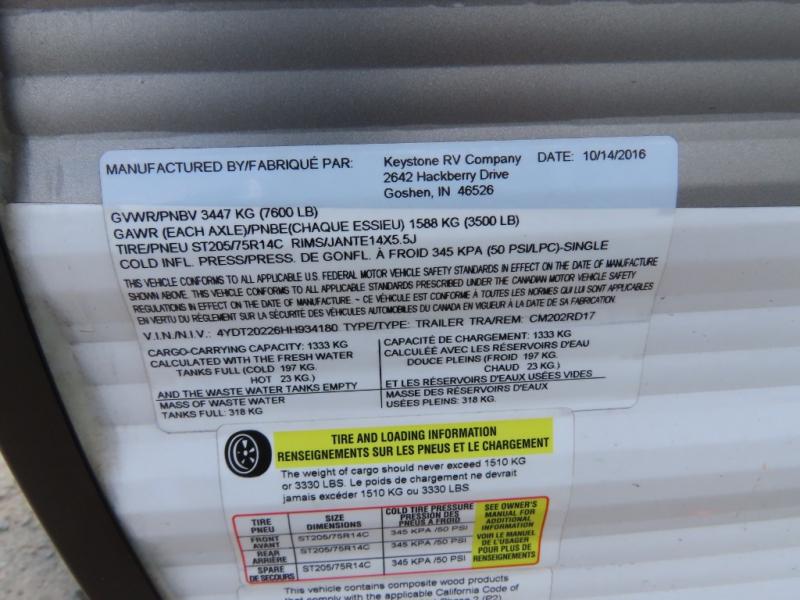 MANUFACTURED BY/FABRIQUÉ PAR: Keystone RV Company DATE: 10/14/2016
2642 Hackberry Drive
Goshen, IN 46526
GVWR/PNBV 3447 KG (7600 LB)
GAWR (EACH AXLE)/PNBE(CHAQUE ESSIEU) 1588 KG (3500 LB)
TIRE/PNEU ST205/75R14C RIMS/JANTE14X5.5J
COLD INFL. PRESS/PRESS. DE GONFL. À FROID 345 KPA (50 PSI/LPC)-SINGLE
THIS VEHICLE CONFORMS TO ALL APPLICABLE U.S. FEDERAL MOTOR VEHICLE SAFETY STANDARDS IN EFFECT ON THE DATE OF MANUFACTURE
SHOWN ABOVE. THIS VEHICLE CONFORMS TO ALL APPLICABLE STANDARDS PRESCRIBED UNDER THE CANADIAN MOTOR VEHICLE SAFETY
REGULATIONS IN EFFECT ON THE DATE OF MANUFACTURE ~ CE VÉHICULE EST CONFORME À TOUTES LES NORMES QUI LUI SONT APPLICABLES
EN VERTU DU RÈGLEMENT SUR LA SÉCURITÉ DES VÉHICULES AUTOMOBILES DU CANADA EN VIGUEUR À LA DATE DE SA FABRICATION.
V.I.N./N.I.V.: 4YDT20226HH934180 TYPE/TYPE: TRAILER TRA/REM: CM202RD17
CARGO-CARRYING CAPACITY: 1333 KG
CALCULATED WITH THE FRESH WATER
TANKS FULL (COLD 197 KG.
HOT 23 KG.)
AND THE WASTE WATER TANKS EMPTY
MASS OF WASTE WATER
TANKS FULL: 318 KG
CAPACITÉ DE CHARGEMENT: 1333 KG
CALCULÉE AVEC LES RÉSERVOIRS D'EAU
DOUCE PLEINS (FROID 197 KG.
CHAUD 23 KG.)
ET LES RÉSERVOIRS D'EAUX USÉES VIDES
MASSE DES RÉSERVOIRS D'EAUX
USÉES PLEINS: 318 KG.
TIRE AND LOADING INFORMATION
RENSEIGNEMENTS SUR LES PNEUS ET LE CHARGEMENT
The weight of cargo should never exceed 1510 KG
or 3330 LBS. Le poids de chargement ne devrait
jamais excéder 1510 KG ou 3330 LBS.
TIRE
PNEU
SIZE
DIMENSIONS
COLD TIRE PRESSURE
PRESSION DES
PNEUS A FROID
FRONT
AVANT
ST205/75R14C 345 KPA /50 PSI
REAR
ARRIÈRE
ST205/75R14C 345 KPA /50 PSI
SPARE
DE SECOURS
ST205/75R14C 345 KPA /50 PSI
SEE OWNER'S
MANUAL FOR
ADDITIONAL
INFORMATION
VOIR LE MANUEL
DE L'USAGER
POUR PLUS DE
RENSEIGNEMENTS
This vehicle contains composite wood products
that comply with the applicable California Code of
Phase 2 (P2)